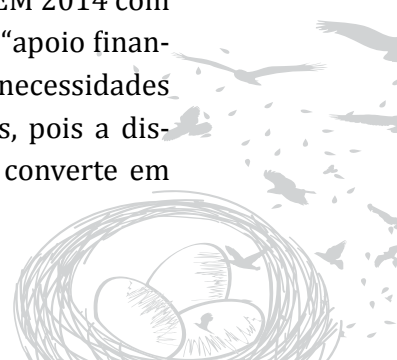 EM 2014 com
“apoio finan-
necessidades
s, pois a dis-
converte em